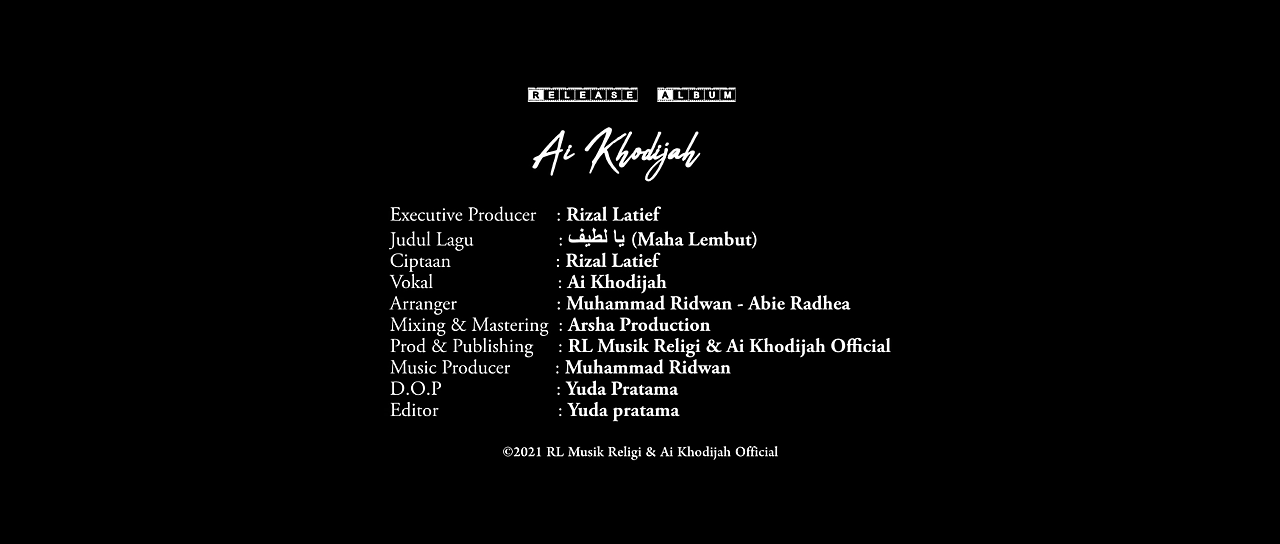 RELEASE ALBUM
Ai Khodijah
Executive Producer : Rizal Latief
Judul Lagu : يا لطيف (Maha Lembut)
Ciptaan : Rizal Latief
Vokal : Ai Khodijah
Arranger : Muhammad Ridwan - Abie Radhea
Mixing & Mastering : Arsha Production
Prod & Publishing : RL Musik Religi & Ai Khodijah Official
Music Producer : Muhammad Ridwan
D.O.P : Yuda Pratama
Editor : Yuda pratama
©2021 RL Musik Religi & Ai Khodijah Official